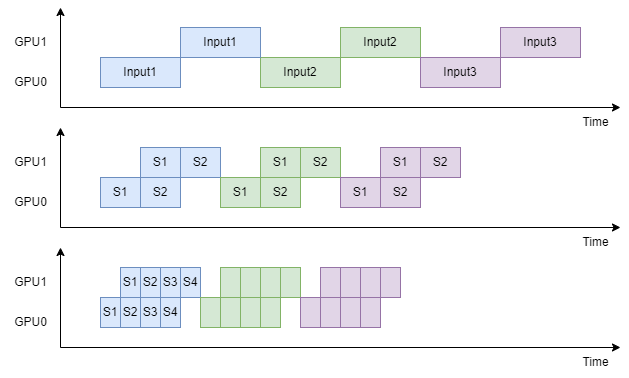 GPU1
Input1
Input2
Input3
GPU0
Input1
Input2
Input3
Time
GPU1
S1 S2
S1 S2
S1 S2
GPU0
S1 S2
S1 S2
S1 S2
Time
GPU1
S1 S2 S3 S4
GPU0
S1 S2 S3 S4
Time